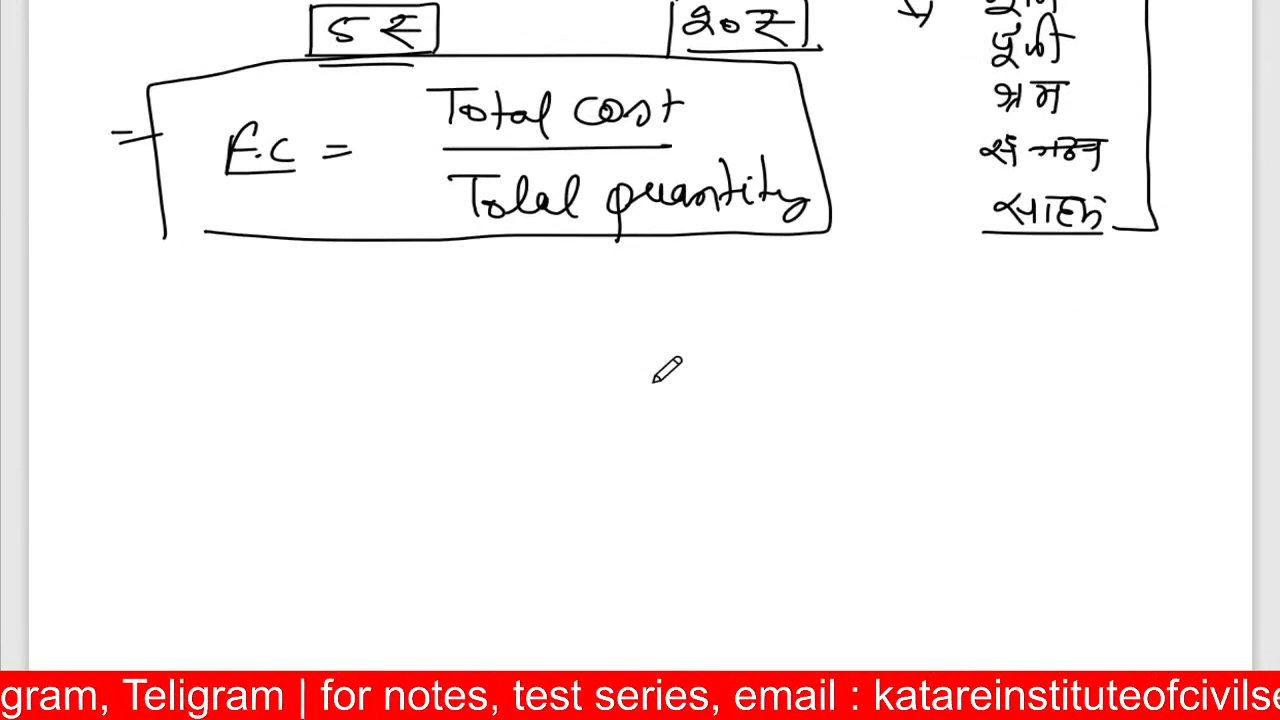 5 ₹
20 ₹
F.C = Total cost
Total quantity
पूंजी
श्रम
संगठन
साहस
gram, Teligram | for notes, test series, email : katareinstituteofcivilse